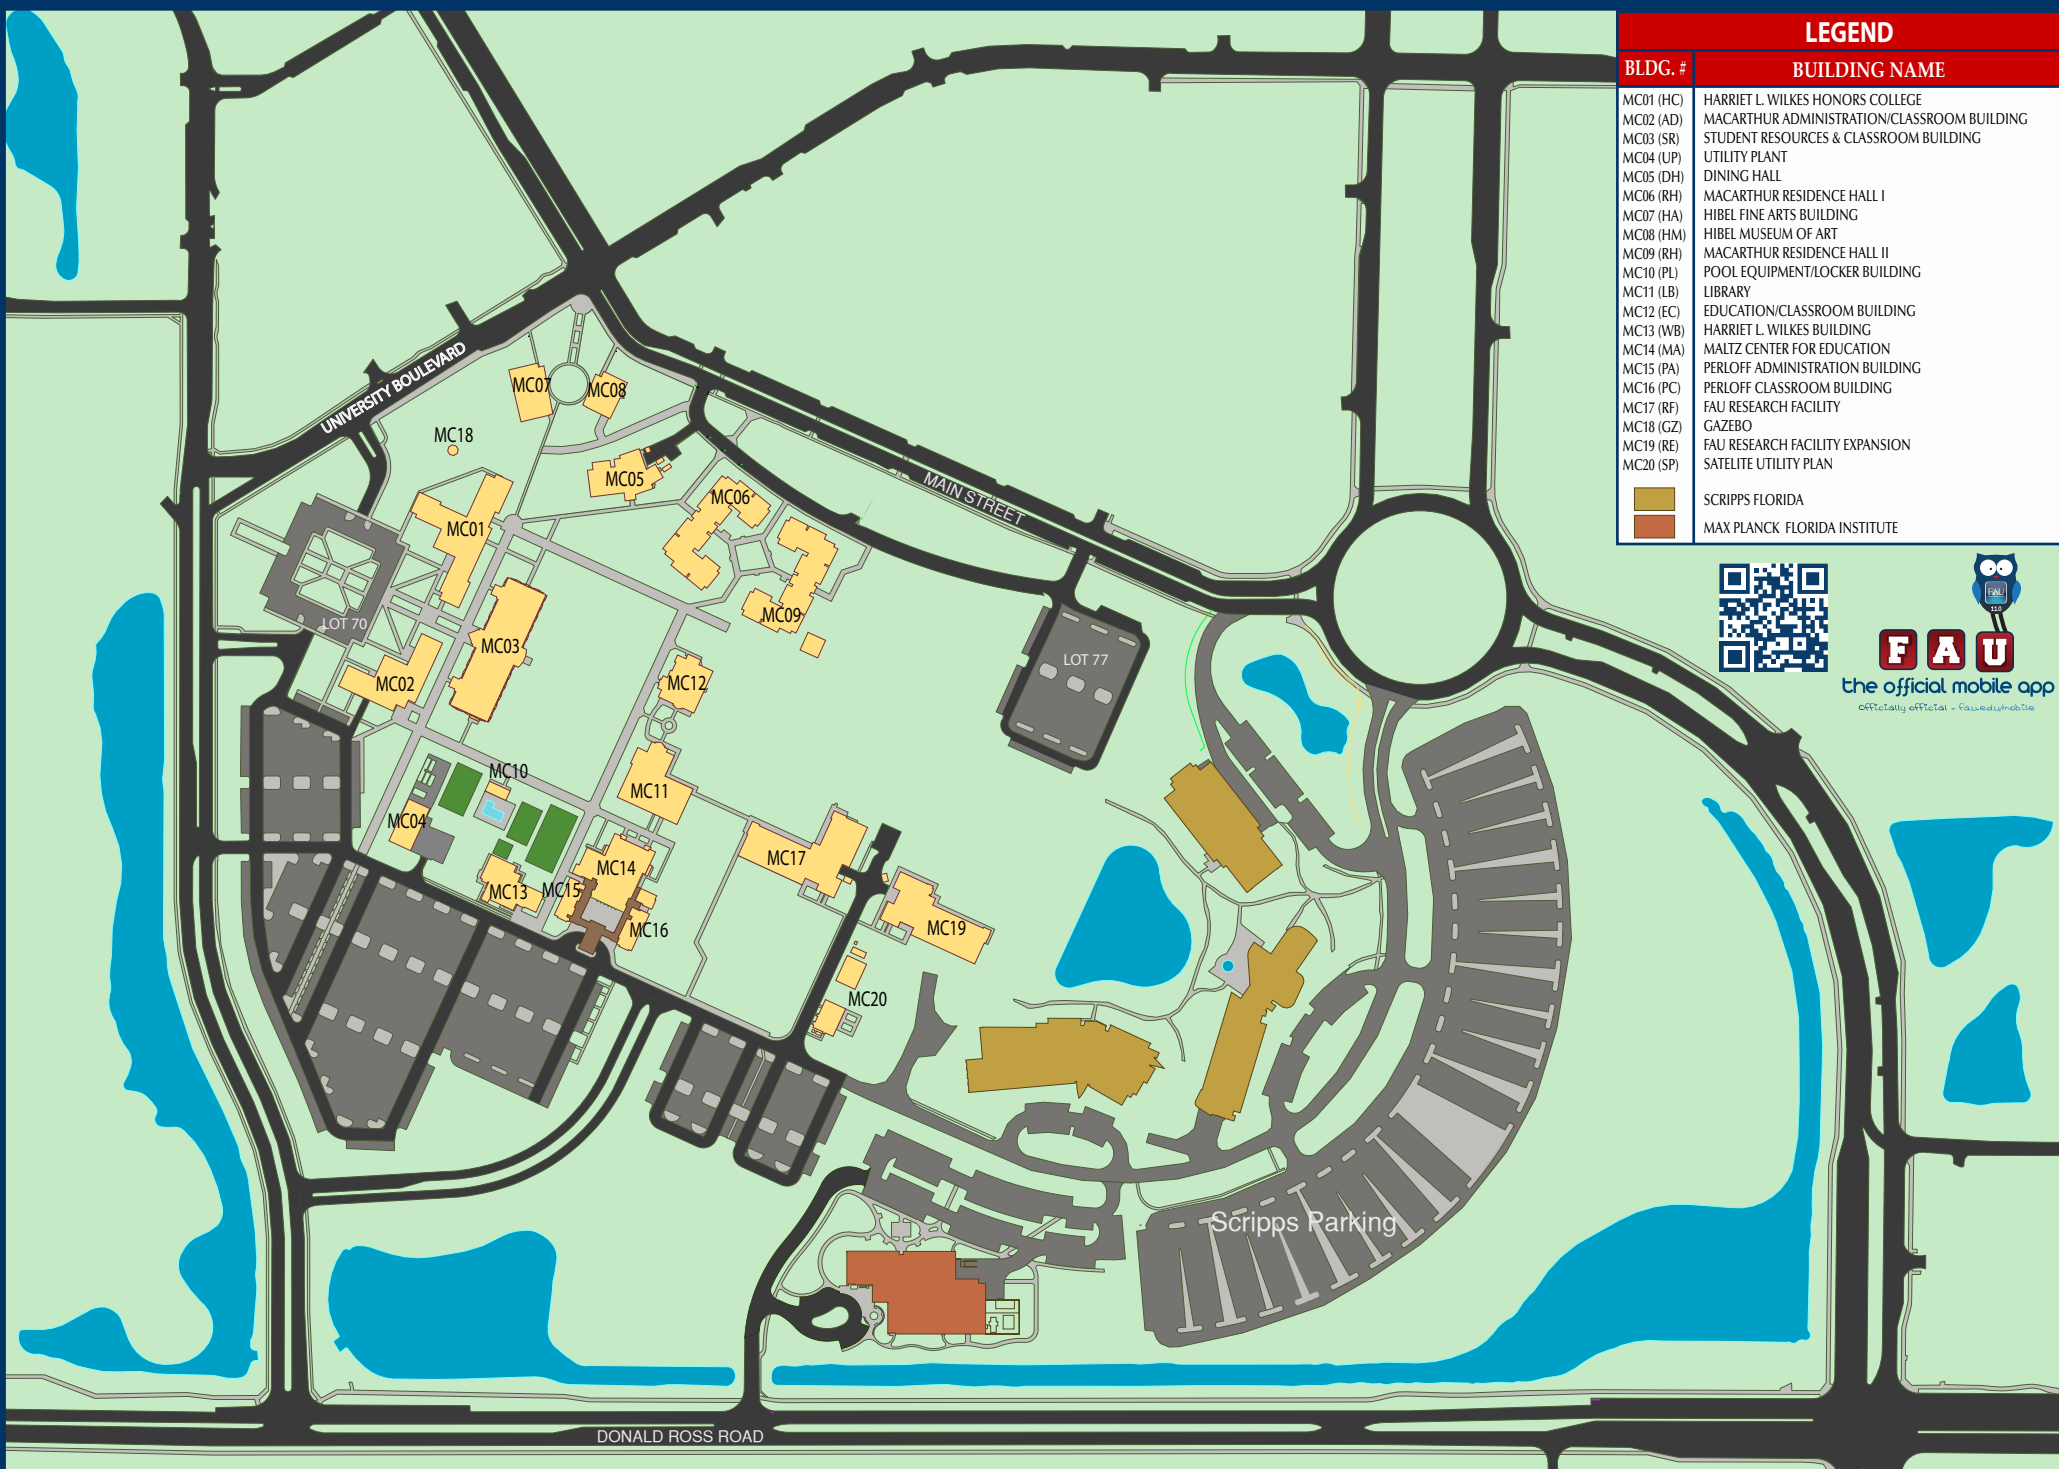 LEGEND
BLDG. # BUILDING NAME
MC01 (HC) HARRIET L. WILKES HONORS COLLEGE
MC02 (AD) MACARTHUR ADMINISTRATION/CLASSROOM BUILDING
MC03 (SR) STUDENT RESOURCES & CLASSROOM BUILDING
MC04 (UP) UTILITY PLANT
MC05 (DH) DINING HALL
MC06 (RH) MACARTHUR RESIDENCE HALL I
MC07 (HA) HIBEL FINE ARTS BUILDING
MC08 (HM) HIBEL MUSEUM OF ART
MC09 (RH) MACARTHUR RESIDENCE HALL II
MC10 (PL) POOL EQUIPMENT/LOCKER BUILDING
MC11 (LB) LIBRARY
MC12 (EC) EDUCATION/CLASSROOM BUILDING
MC13 (WB) HARRIET L. WILKES BUILDING
MC14 (MA) MALTZ CENTER FOR EDUCATION
MC15 (PA) PERLOFF ADMINISTRATION BUILDING
MC16 (PC) PERLOFF CLASSROOM BUILDING
MC17 (RF) FAU RESEARCH FACILITY
MC18 (GZ) GAZEBO
MC19 (RE) FAU RESEARCH FACILITY EXPANSION
MC20 (SP) SATELITE UTILITY PLAN
SCRIPPS FLORIDA
MAX PLANCK FLORIDA INSTITUTE
FAU
110
F A U
the official mobile app
Officially official - fau.edu/mobile
UNIVERSITY BOULEVARD
MC07
MC08
MC18
MC05
MC06
MAIN STREET
MC01
MC09
LOT 70
MC03
LOT 77
MC02
MC12
MC10
MC11
MC04
MC17
MC14
MC13
MC15
MC16
MC19
MC20
Scripps Parking
DONALD ROSS ROAD